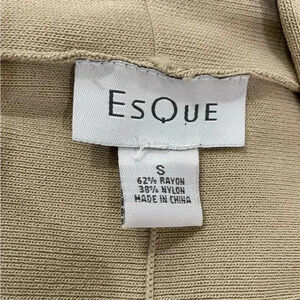 ESQUE
S
62% RAYON
38% NYLON
MADE IN CHINA